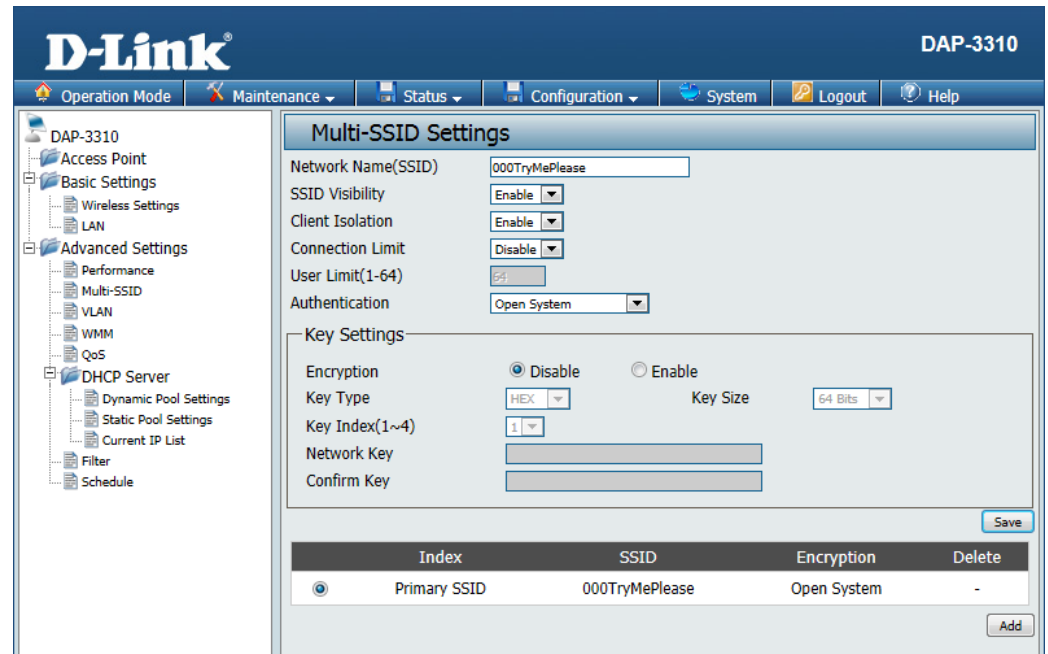 D-Link®
DAP-3310
Operation Mode Maintenance Status Configuration System Logout Help
DAP-3310
Access Point
Basic Settings
Wireless Settings
LAN
Advanced Settings
Performance
Multi-SSID
VLAN
WMM
QoS
DHCP Server
Dynamic Pool Settings
Static Pool Settings
Current IP List
Filter
Schedule
Multi-SSID Settings
Network Name(SSID) 000TryMePlease
SSID Visibility Enable
Client Isolation Enable
Connection Limit Disable
User Limit(1-64) 64
Authentication Open System
Key Settings
Encryption Disable Enable
Key Type HEX Key Size 64 Bits
Key Index(1~4) 1
Network Key
Confirm Key
Save
Index SSID Encryption Delete
Primary SSID 000TryMePlease Open System -
Add